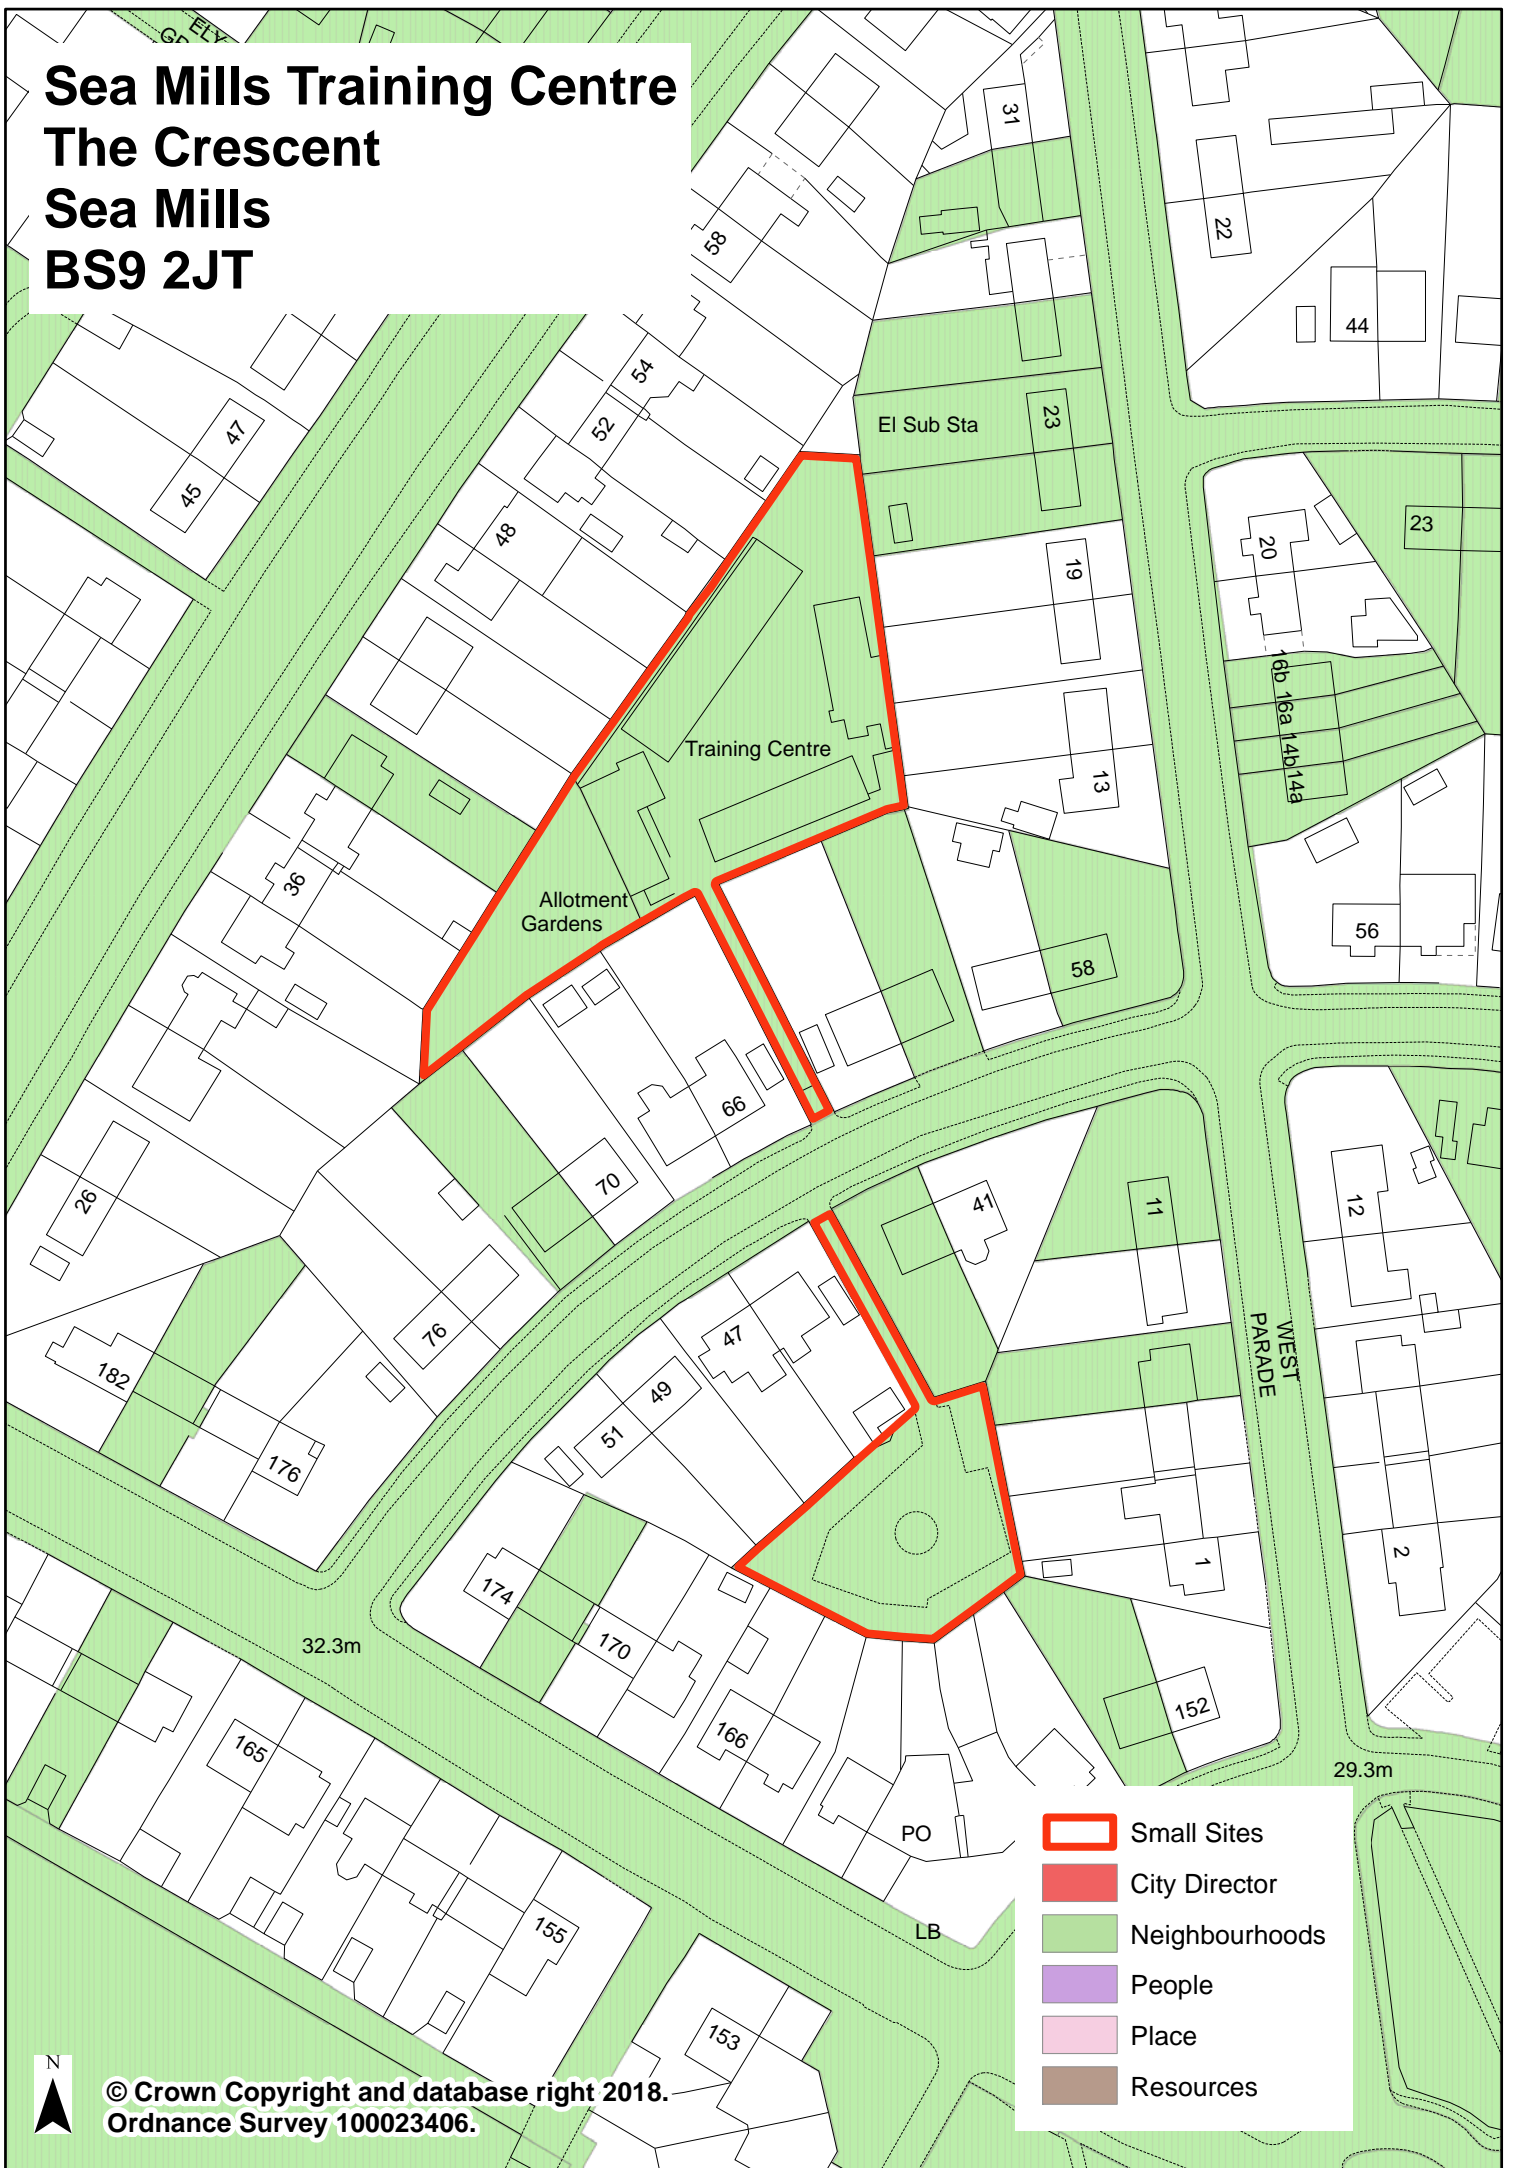 ELY
Sea Mills Training Centre
The Crescent
Sea Mills
BS9 2JT
31
58
22
44
54
52
47
45
El Sub Sta
23
48
23
20
19
16b 16a 14b 14a
Training Centre
13
36
Allotment
Gardens
56
58
66
70
41
11
12
26
WEST
PARADE
76
47
182
49
51
176
174
170
1
2
32.3m
152
166
165
29.3m
PO
155
LB
153
Small Sites
City Director
Neighbourhoods
People
Place
Resources
N
© Crown Copyright and database right 2018.
Ordnance Survey 100023406.